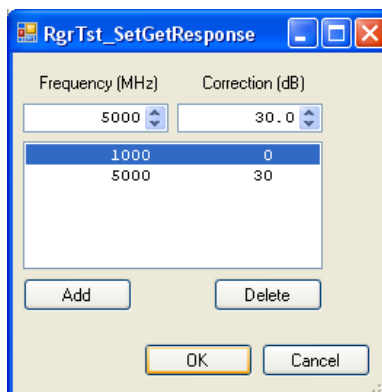 RgrTst_SetGetResponse
Frequency (MHz) Correction (dB)
5000 30.0
1000 0
5000 30
Add Delete
OK Cancel